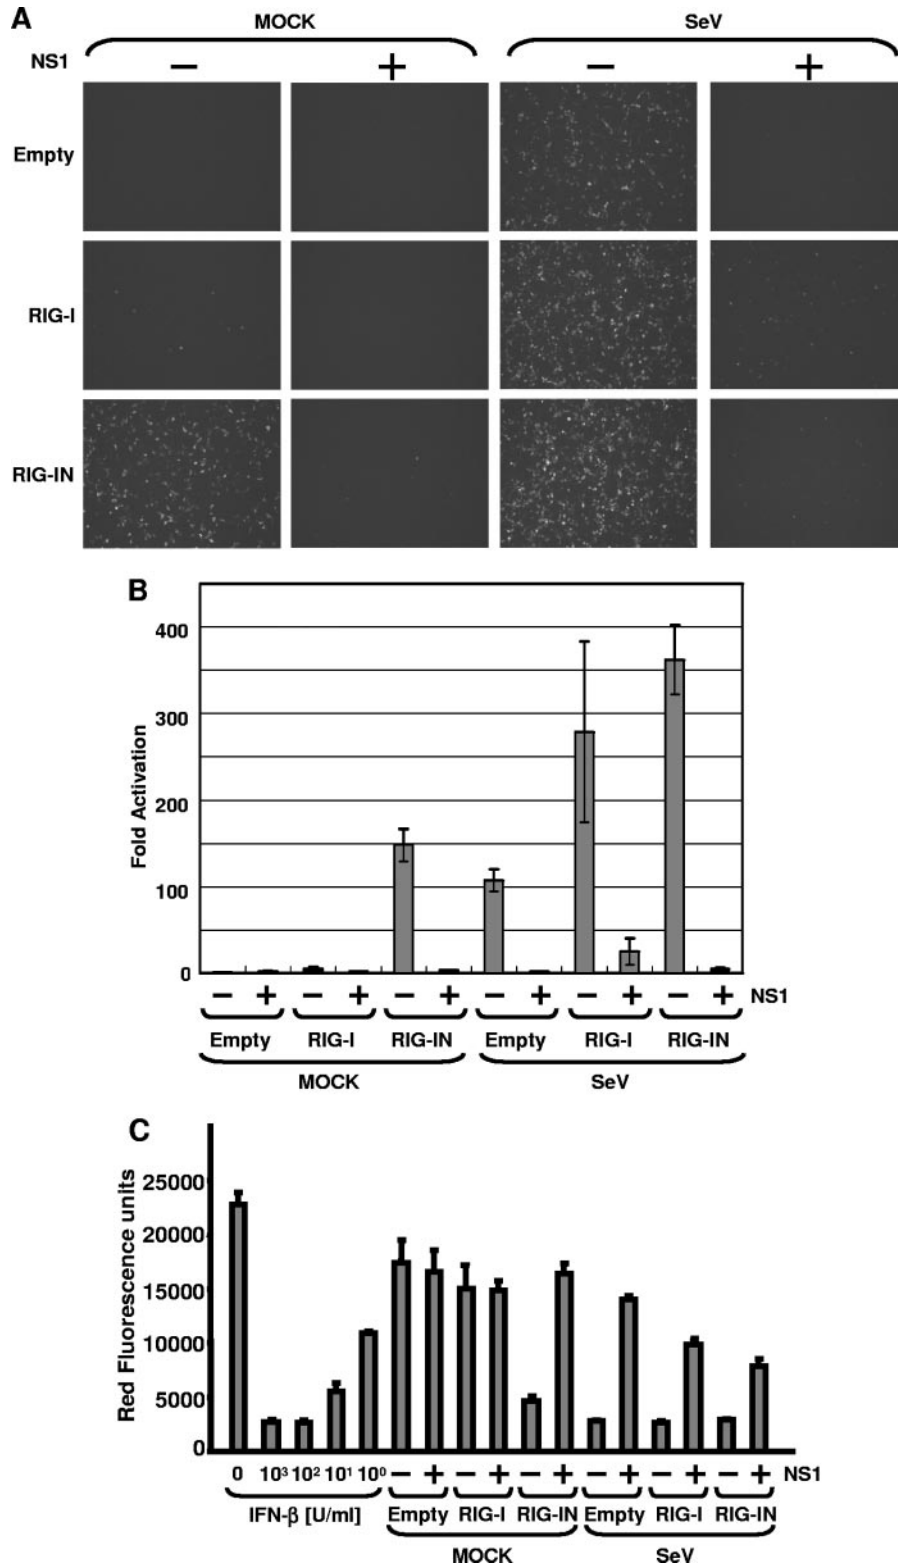 A
MOCK SeV
NS1 − + − +
Empty
RIG-I
RIG-IN
B
400
300
200
100
0
Fold Activation
− + − + − + − + − + − + NS1
Empty RIG-I RIG-IN Empty RIG-I RIG-IN
MOCK SeV
C
25000
20000
15000
10000
5000
0
Red Fluorescence units
0 10³ 10² 10¹ 10⁰ − + − + − + − + − + − + NS1
IFN-β [U/ml] Empty RIG-I RIG-IN Empty RIG-I RIG-IN
MOCK SeV